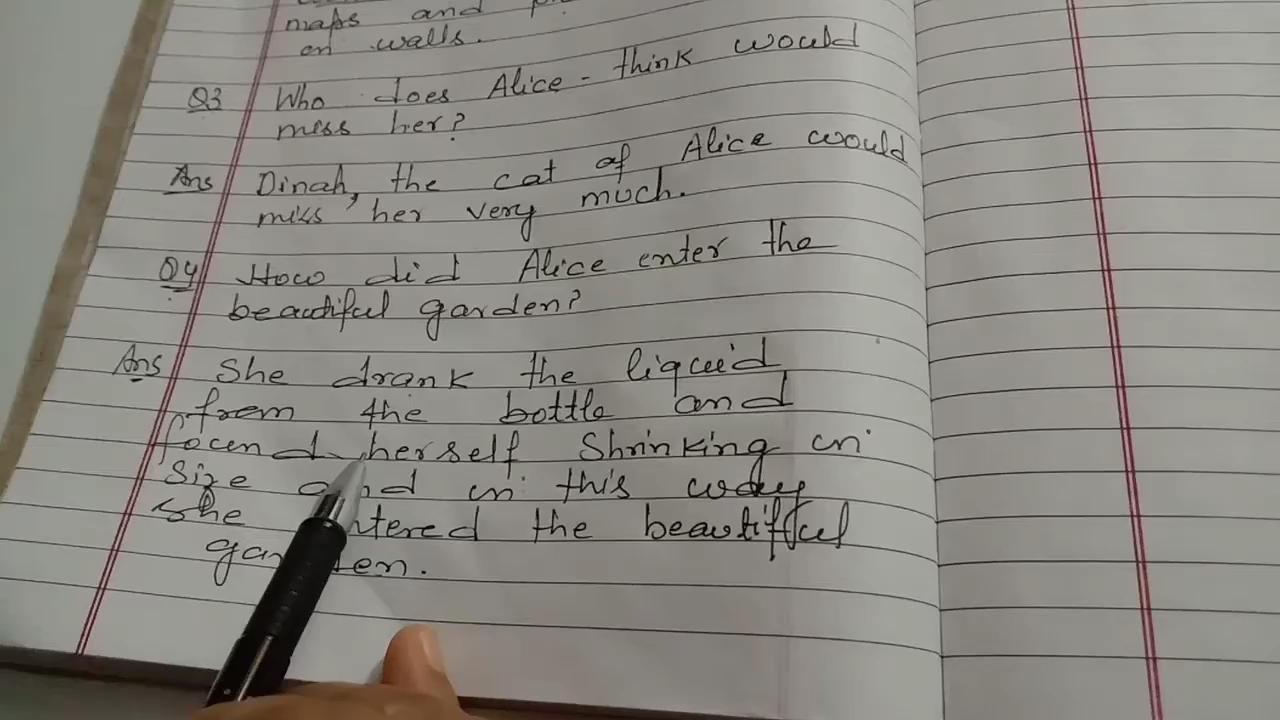 maps and
on walls.
Q3 Who does Alice - think would
miss her?
Ans Dinah, the cat of Alice would
miss her very much.
Q4 How did Alice enter the
beautiful garden?
Ans She drank the liquid
from the bottle and
found herself Shrinking in
Size and in this way
She entered the beautiful
garden.